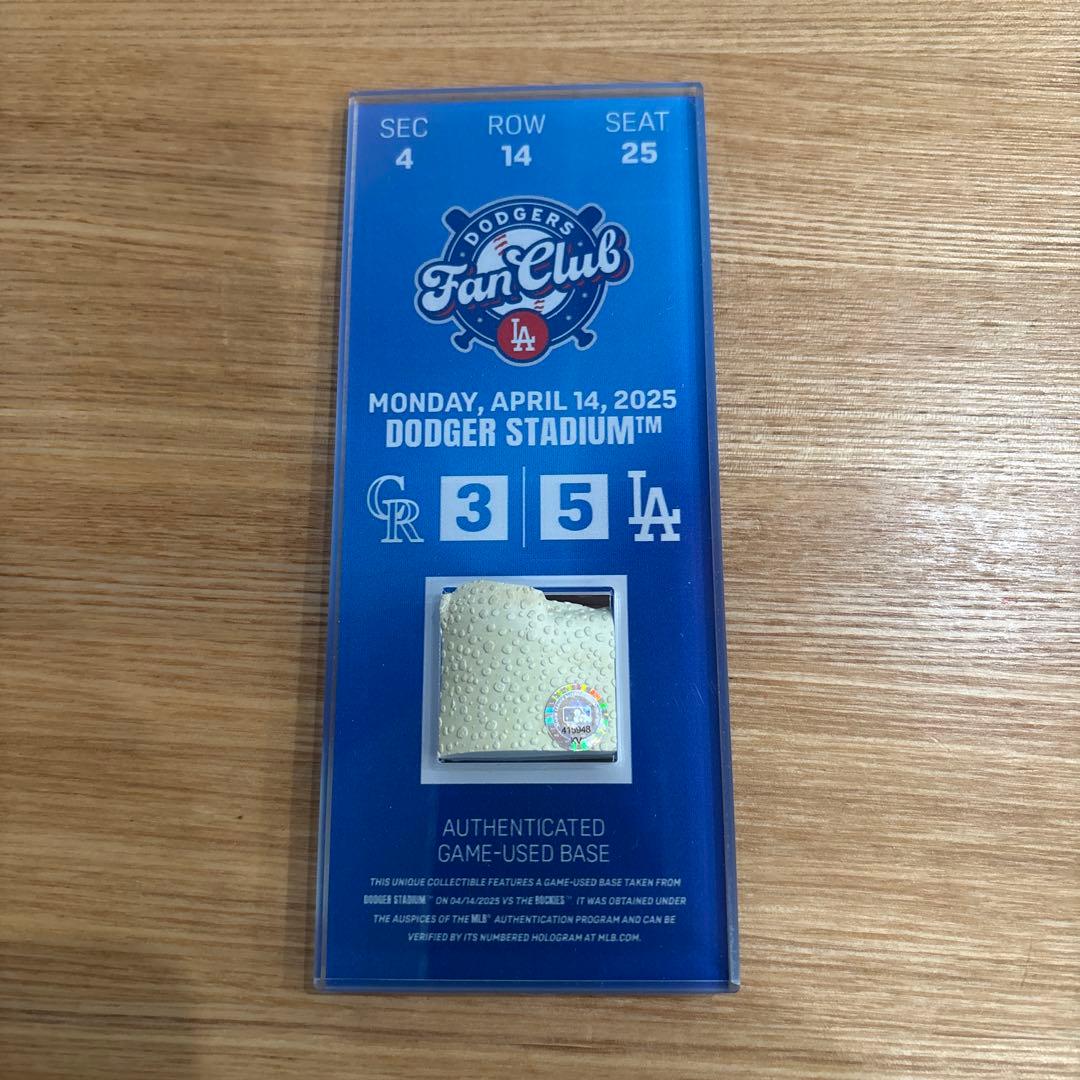 SEC ROW SEAT
4 14 25
DODGERS
Fan Club
LA
MONDAY, APRIL 14, 2025
DODGER STADIUM™
CR 3 5 LA
415948
AUTHENTICATED
GAME-USED BASE
THIS UNIQUE COLLECTIBLE FEATURES A GAME-USED BASE TAKEN FROM
DODGER STADIUM™ ON 04/14/2025 VS THE ROCKIES™ IT WAS OBTAINED UNDER
THE AUSPICES OF THE MLB® AUTHENTICATION PROGRAM AND CAN BE
VERIFIED BY ITS NUMBERED HOLOGRAM AT MLB.COM.